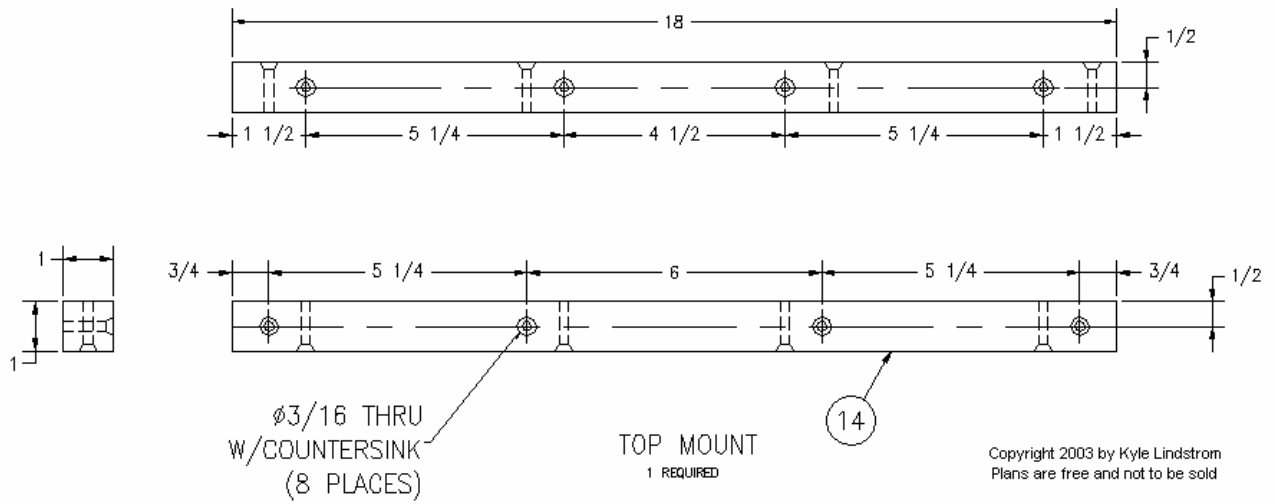 18
1/2
1 1/2
5 1/4
4 1/2
5 1/4
1 1/2
1
3/4
5 1/4
6
5 1/4
3/4
1/2
1
ϕ3/16 THRU
W/COUNTERSINK
(8 PLACES)
TOP MOUNT
1 REQUIRED
14
Copyright 2003 by Kyle Lindstrom
Plans are free and not to be sold